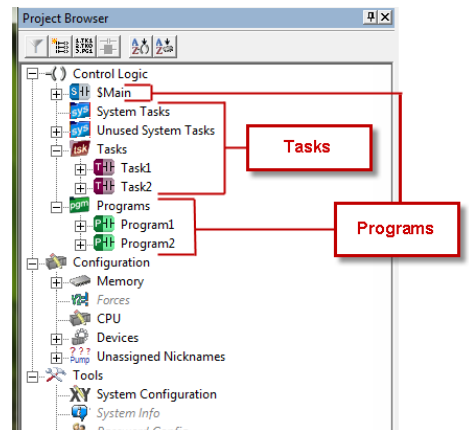 Project Browser
Control Logic
$Main
System Tasks
Unused System Tasks
Tasks
Task1
Task2
Programs
Program1
Program2
Configuration
Memory
Forces
CPU
Devices
Unassigned Nicknames
Tools
System Configuration
System Info
Tasks
Programs